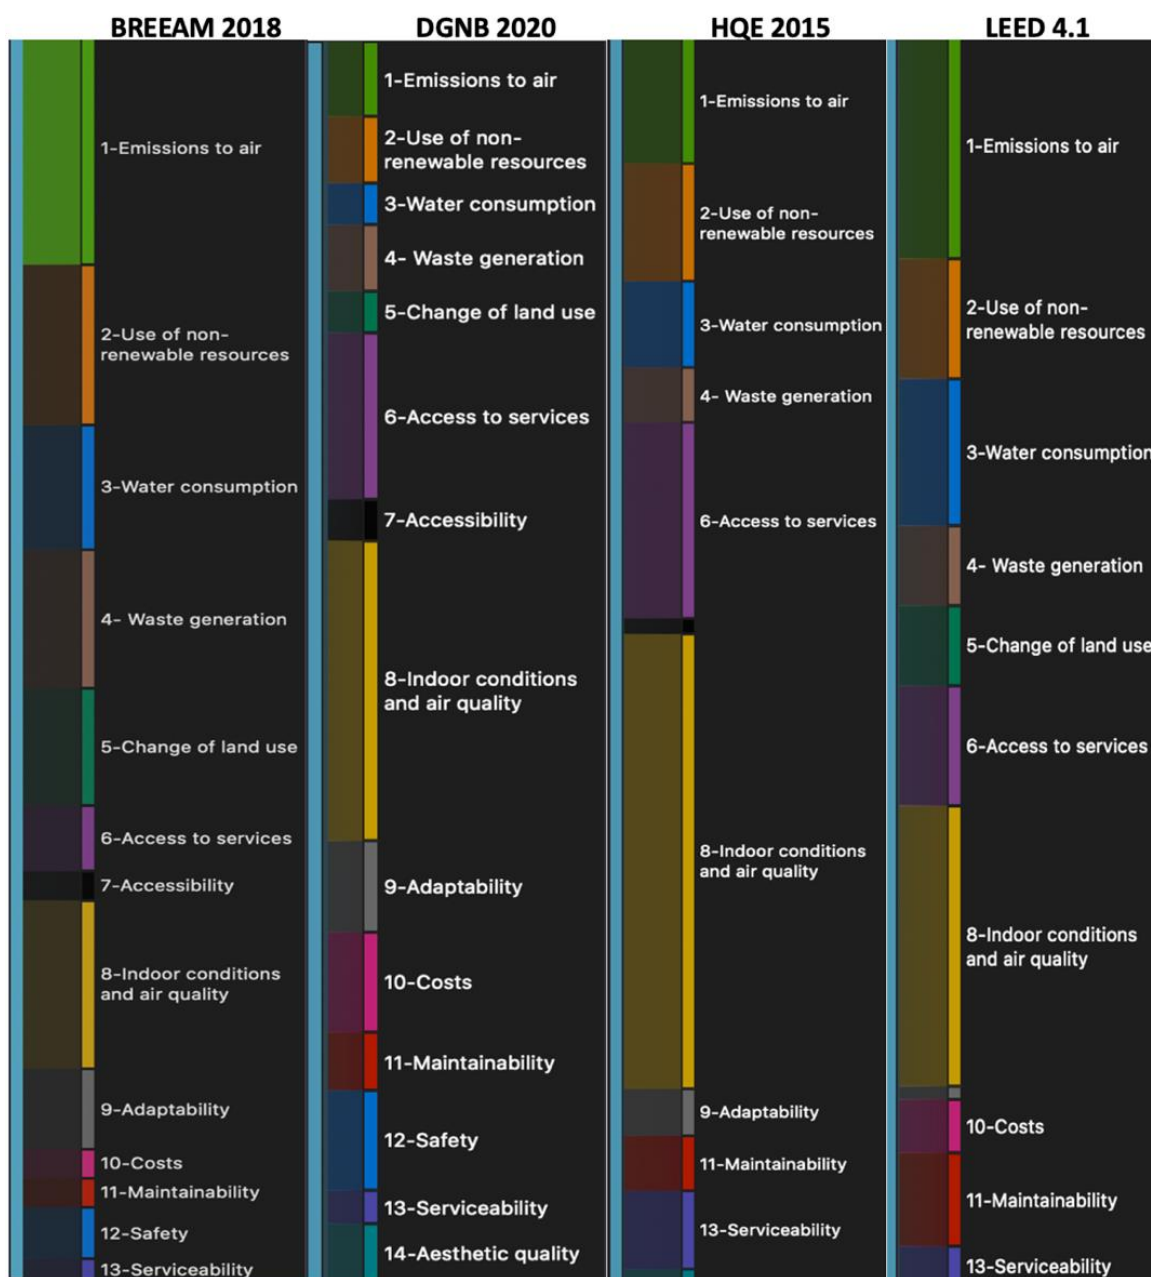 BREEAM 2018
1-Emissions to air
2-Use of non-
renewable resources
3-Water consumption
4- Waste generation
5-Change of land use
6-Access to services
7-Accessibility
8-Indoor conditions
and air quality
9-Adaptability
10-Costs
11-Maintainability
12-Safety
13-Serviceability
DGNB 2020
1-Emissions to air
2-Use of non-
renewable resources
3-Water consumption
4- Waste generation
5-Change of land use
6-Access to services
7-Accessibility
8-Indoor conditions
and air quality
9-Adaptability
10-Costs
11-Maintainability
12-Safety
13-Serviceability
14-Aesthetic quality
HQE 2015
1-Emissions to air
2-Use of non-
renewable resources
3-Water consumption
4- Waste generation
6-Access to services
8-Indoor conditions
and air quality
9-Adaptability
11-Maintainability
13-Serviceability
LEED 4.1
1-Emissions to air
2-Use of non-
renewable resources
3-Water consumption
4- Waste generation
5-Change of land use
6-Access to services
8-Indoor conditions
and air quality
10-Costs
11-Maintainability
13-Serviceability